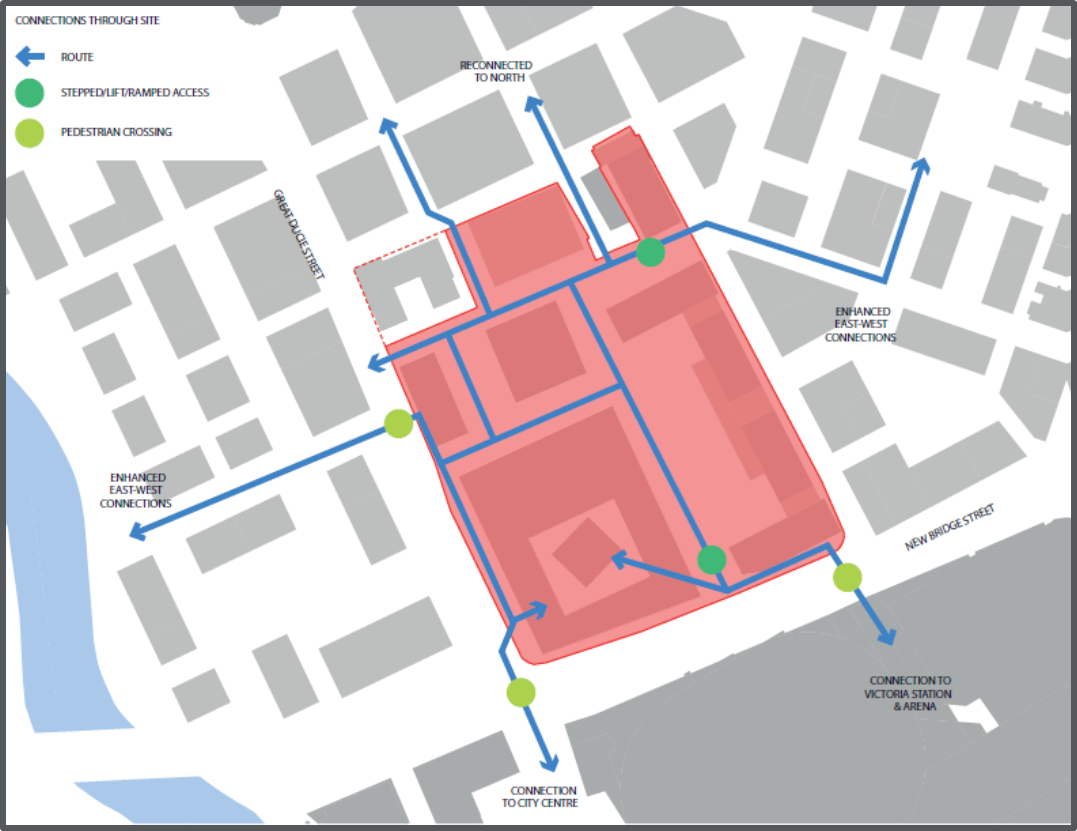 CONNECTIONS THROUGH SITE
ROUTE
STEPPED/LIFT/RAMPED ACCESS
PEDESTRIAN CROSSING
RECONNECTED
TO NORTH
GREAT DUCIE STREET
ENHANCED
EAST-WEST
CONNECTIONS
ENHANCED
EAST-WEST
CONNECTIONS
NEW BRIDGE STREET
CONNECTION TO
VICTORIA STATION
& ARENA
CONNECTION
TO CITY CENTRE